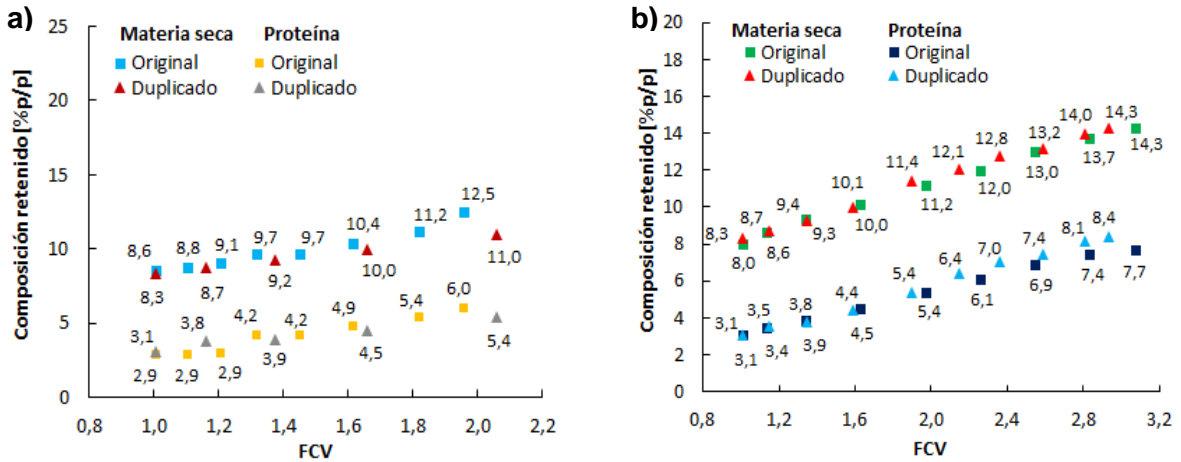 a)
Composición retenido [%p/p]
25
20
15
10
5
0
Materia seca Proteína
Original Original
Duplicado Duplicado
8,6 8,8 9,1 9,7 9,7 10,4 11,2 12,5
8,3 8,7 9,2 10,0 11,0
3,1 3,8 4,2 4,2 4,9 5,4 6,0
2,9 2,9 2,9 3,9 4,5 5,4
0,8 1,0 1,2 1,4 1,6 1,8 2,0 2,2
FCV
b)
Composición retenido [%p/p]
20
18
16
14
12
10
8
6
4
2
0
Materia seca Proteína
Original Original
Duplicado Duplicado
8,3 8,7 9,4 10,1 11,4 12,1 12,8 13,2 14,0 14,3
8,0 8,6 9,3 10,0 11,2 12,0 13,0 13,7 14,3
3,1 3,5 3,8 4,4 5,4 6,4 7,0 7,4 8,1 8,4
3,1 3,4 3,9 4,5 5,4 6,1 6,9 7,4 7,7
0,8 1,2 1,6 2,0 2,4 2,8 3,2
FCV